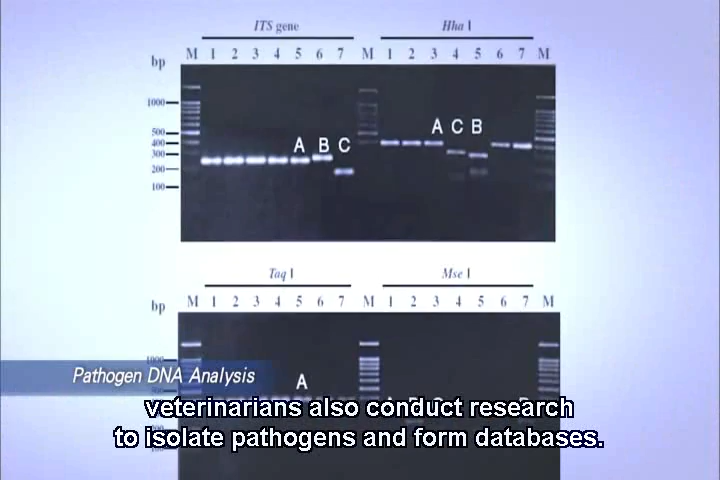 ITS gene Hha I
bp M 1 2 3 4 5 6 7 M 1 2 3 4 5 6 7 M
1000
500
400
300
200
100
A B C
A C B
Taq I Mse I
bp M 1 2 3 4 5 6 7 M 1 2 3 4 5 6 7 M
1000
A
Pathogen DNA Analysis
veterinarians also conduct research
to isolate pathogens and form databases.